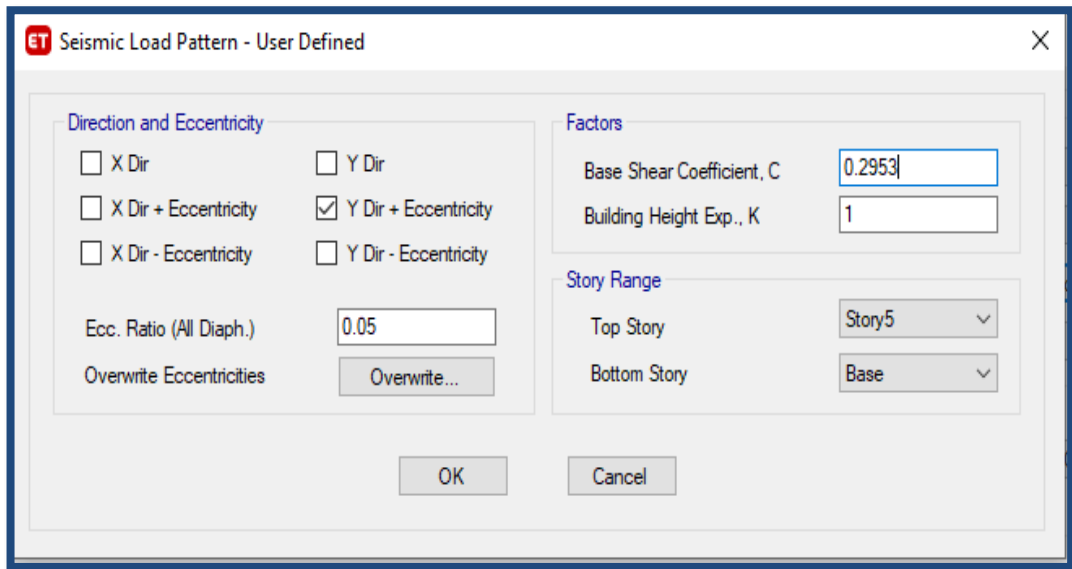 ET Seismic Load Pattern - User Defined
Direction and Eccentricity
X Dir Y Dir
X Dir + Eccentricity Y Dir + Eccentricity
X Dir - Eccentricity Y Dir - Eccentricity
Ecc. Ratio (All Diaph.) 0.05
Overwrite Eccentricities Overwrite...
Factors
Base Shear Coefficient, C 0.2953
Building Height Exp., K 1
Story Range
Top Story Story5
Bottom Story Base
OK Cancel